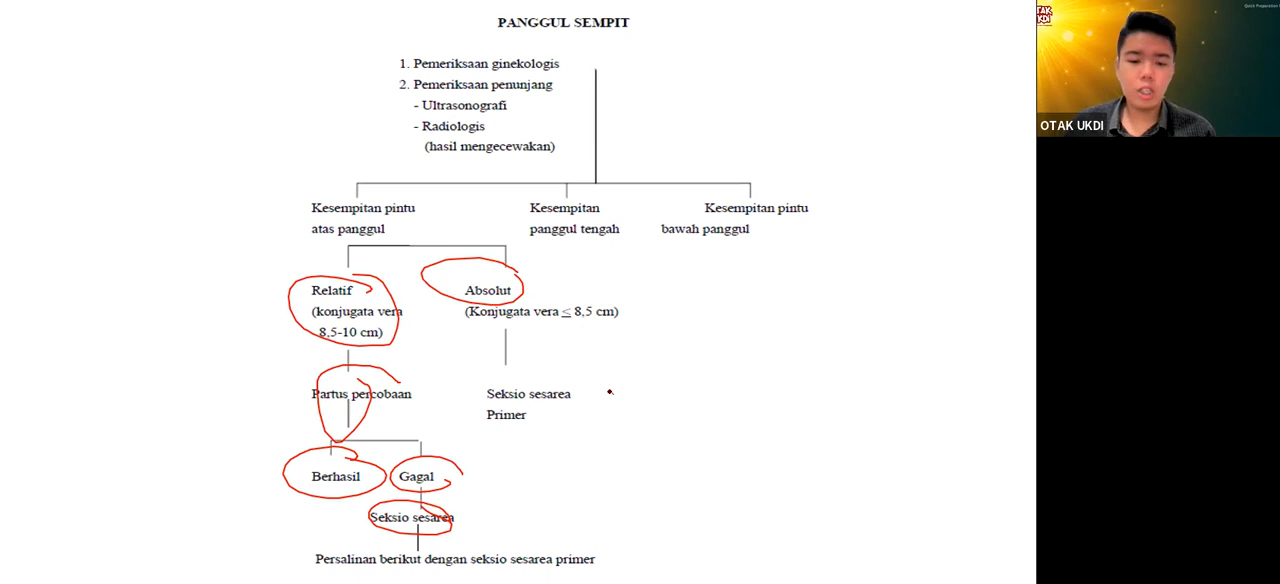 PANGGUL SEMPIT
1. Pemeriksaan ginekologis
2. Pemeriksaan penunjang
- Ultrasonografi
- Radiologis
(hasil mengecewakan)
Kesempitan pintu
atas panggul
Kesempitan
panggul tengah
Kesempitan pintu
bawah panggul
Relatif
(konjugata vera
8,5-10 cm)
Absolut
(Konjugata vera ≤ 8,5 cm)
Partus percobaan
Seksio sesarea
Primer
Berhasil
Gagal
Seksio sesarea
Persalinan berikut dengan seksio sesarea primer
OTAK UKDI
Quick Preparation